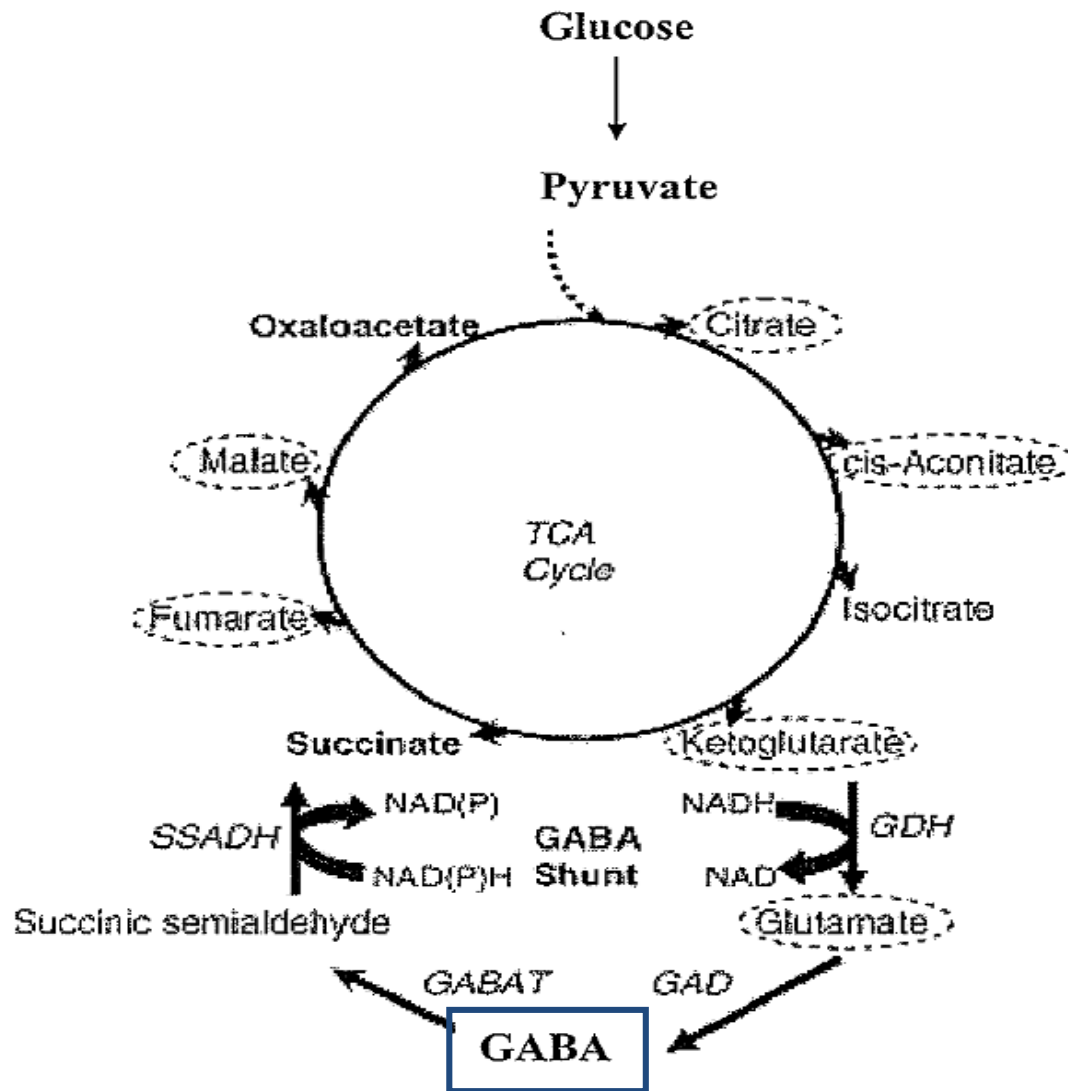 Glucose
Pyruvate
Oxaloacetate
Citrate
Malate
cis-Aconitate
TCA
Cycle
Fumarate
Isocitrate
Succinate
Ketoglutarate
NAD(P)
NADH
SSADH
GABA
Shunt
GDH
NAD(P)H
NAD
Succinic semialdehyde
Glutamate
GABAT
GAD
GABA